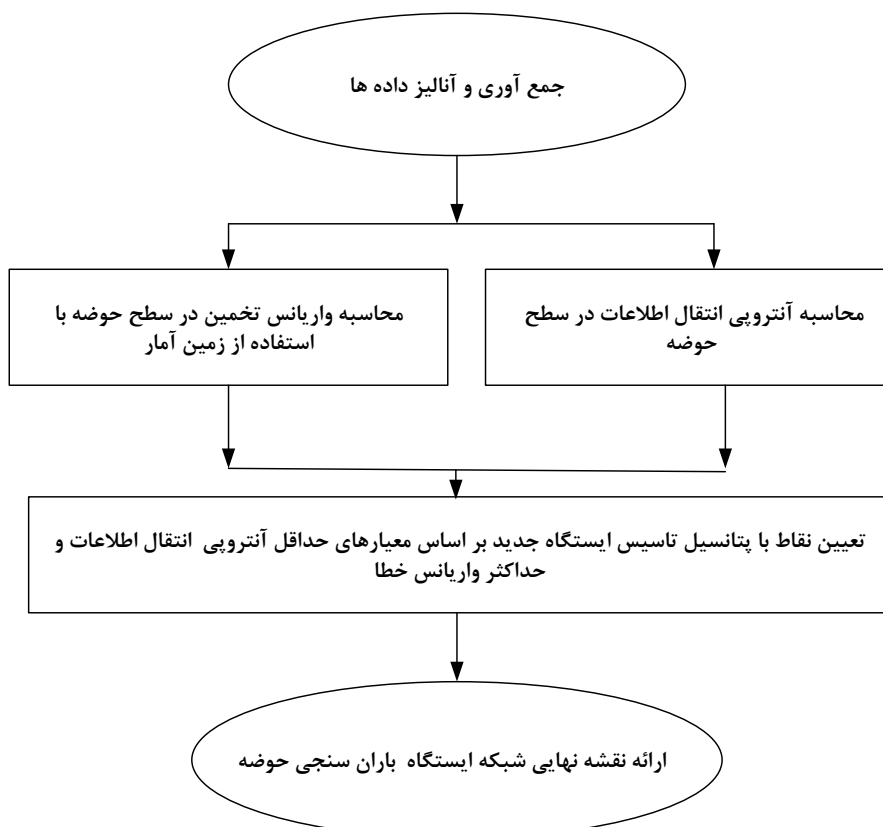 جمع آوری و آنالیز داده ها
محاسبه آنتروپی انتقال اطلاعات در سطح
حوضه
محاسبه واریانس تخمین در سطح حوضه با
استفاده از زمین آمار
تعیین نقاط با پتانسیل تاسیس ایستگاه جدید بر اساس معیارهای حداقل آنتروپی انتقال اطلاعات و
حداکثر واریانس خطا
ارائه نقشه نهایی شبکه ایستگاه باران سنجی حوضه